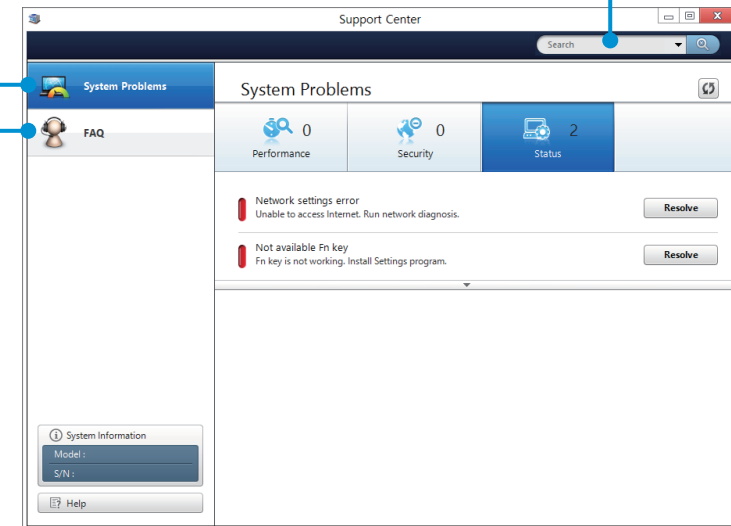 Support Center
Search
System Problems
FAQ
System Problems
0
Performance
0
Security
2
Status
Network settings error
Unable to access Internet. Run network diagnosis.
Resolve
Not available Fn key
Fn key is not working. Install Settings program.
Resolve
System Information
Model :
S/N :
Help